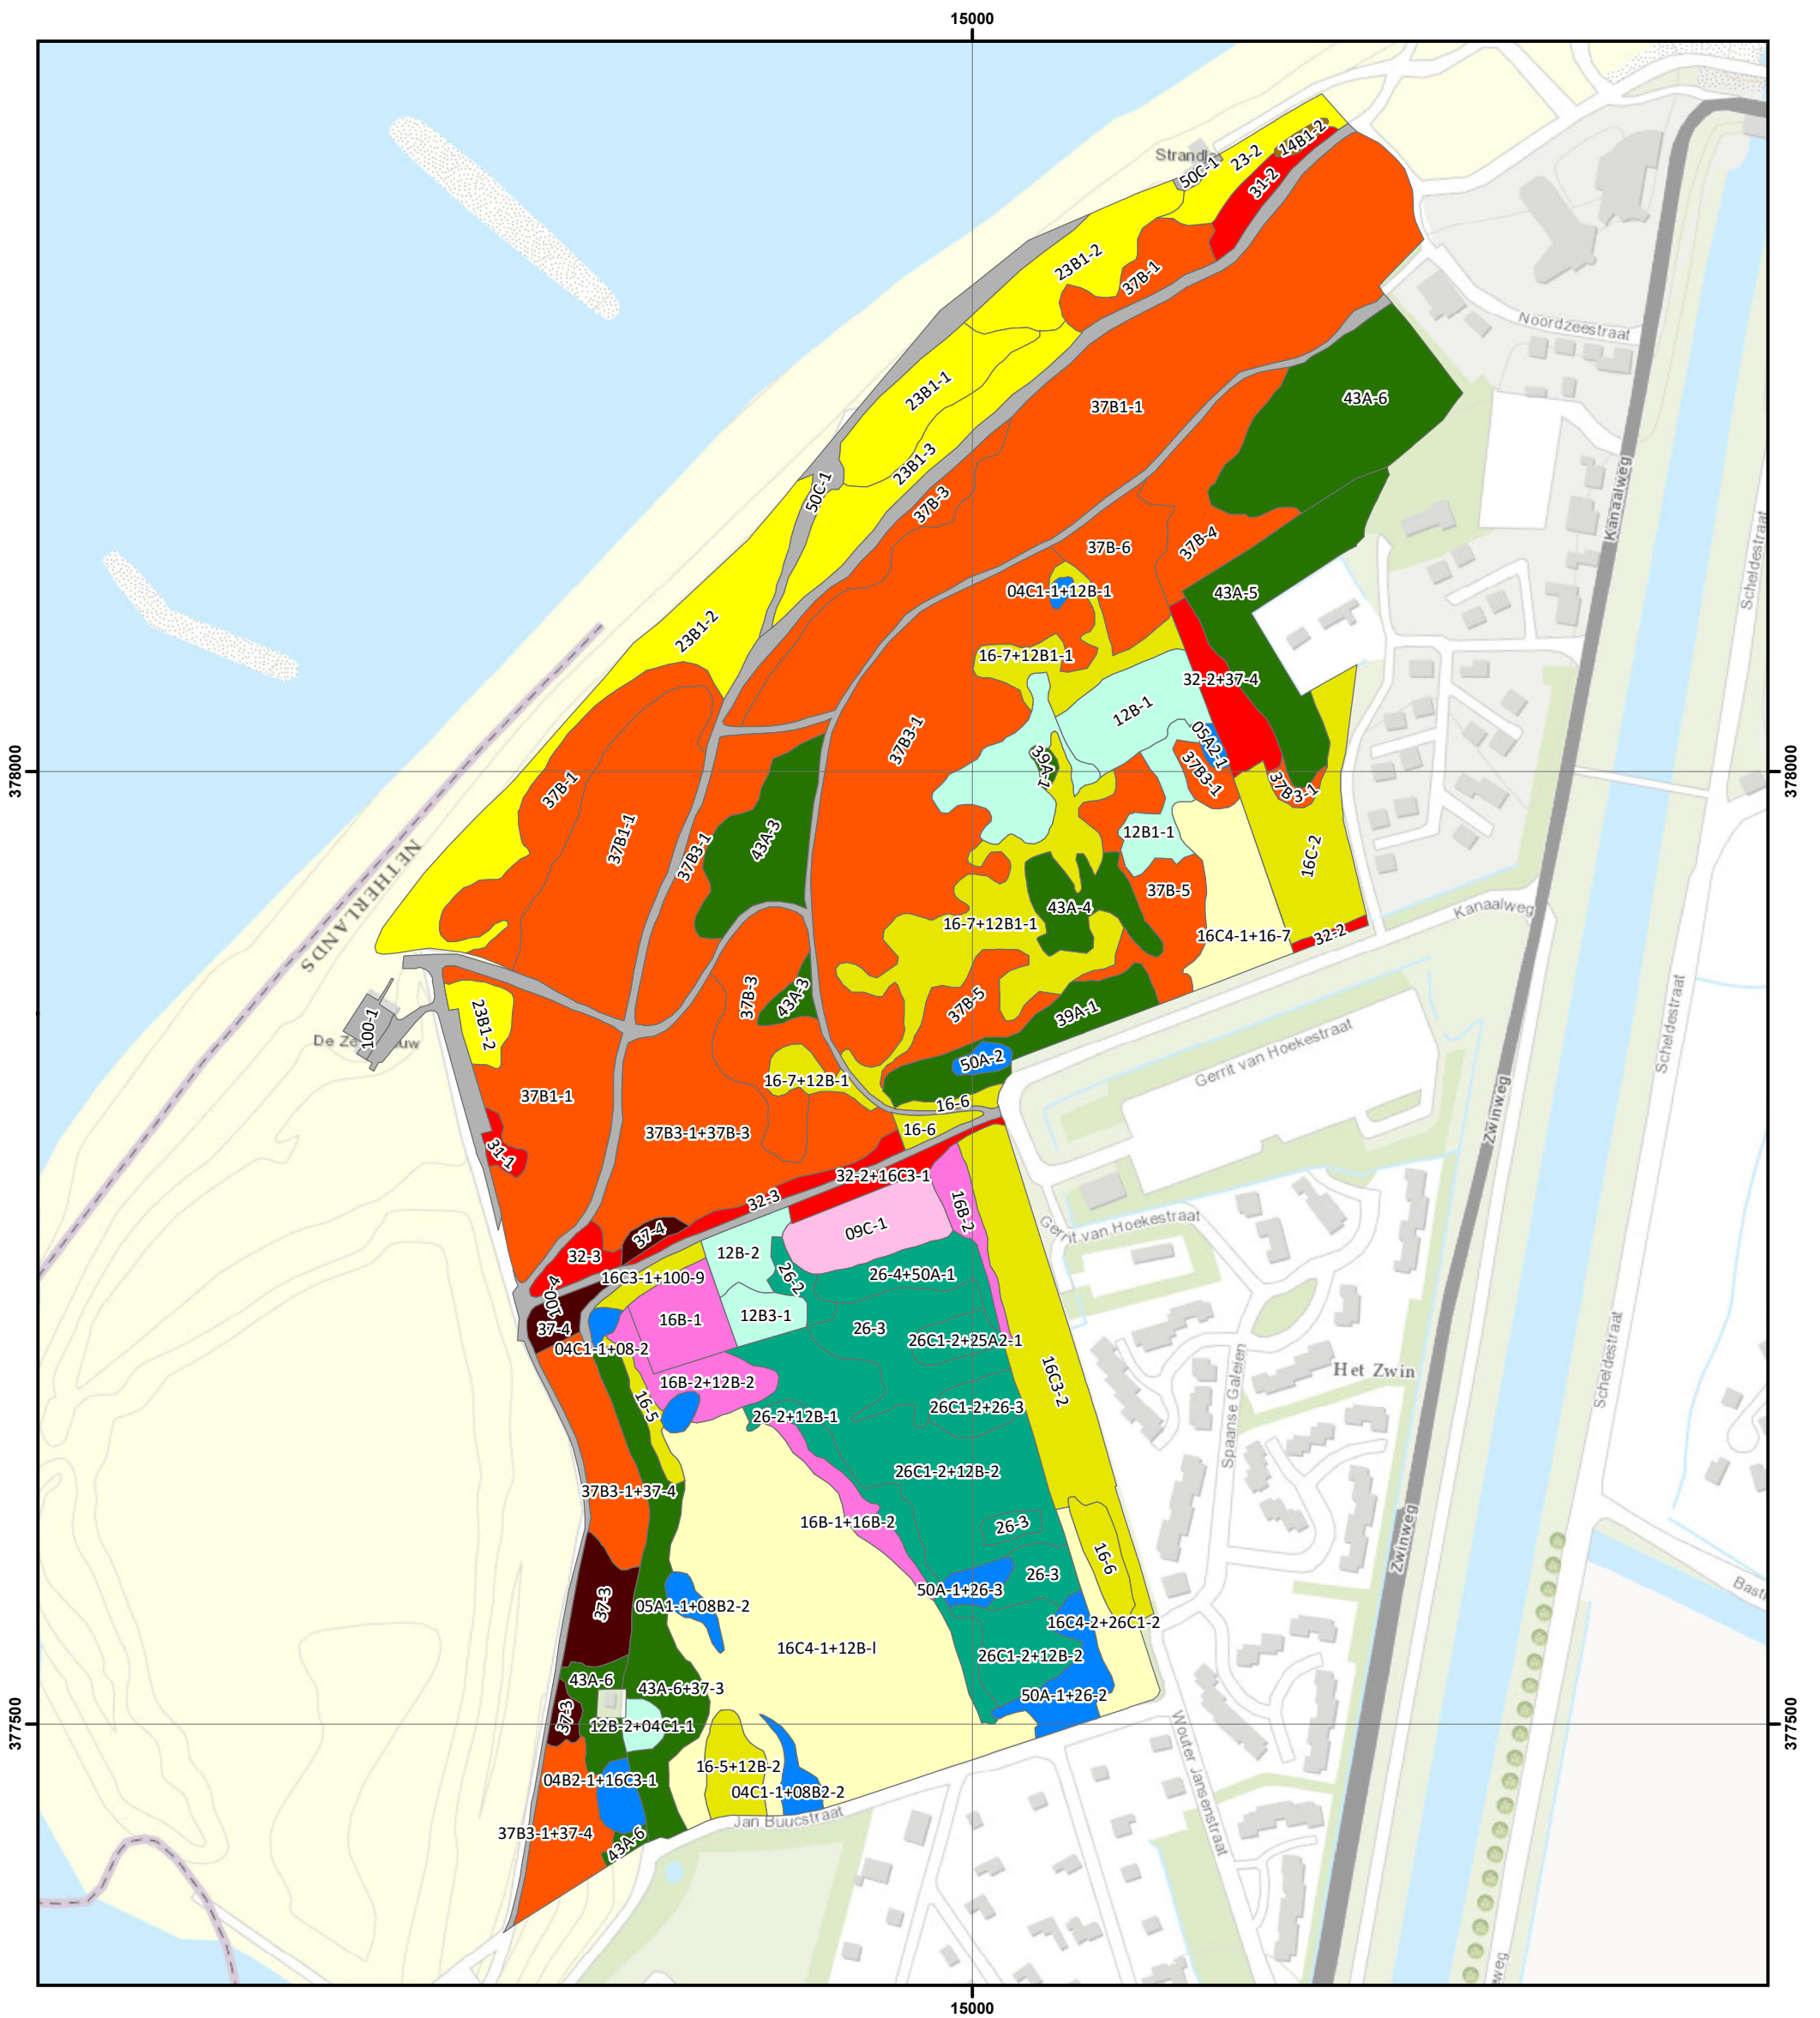 15000
Strandl
50C-1
23-2
14B1-2
31-2
23B1-2
37B-1
Noordzeestraat
23B1-1
37B1-1
43A-6
23B1-3
37B-3
50C-1
Kanaalweg
Scheldestraat
37B-6
37B-4
04C1-1+12B-1
43A-5
23B1-2
16-7+12B1-1
32-2+37-4
12B-1
37B3-1
05A2-1
39A-1
37B3-1
37B3-1
378000
378000
37B-1
37B1-1
37B3-1
43A-3
12B1-1
16C-2
NETHERLANDS
37B-5
43A-4
16-7+12B1-1
16C4-1+16-7
32-2
Kanaalweg
23B1-2
100-1
De Ze
uw
37B-3
43A-3
37B-5
39A-1
Scheldestraat
50A-2
Gerrit van Hoekestraat
16-7+12B-1
37B1-1
16-6
16-6
Zwinweg
37B3-1+37B-3
31-1
32-2+16C3-1
32-3
16B-2
09C-1
Gerrit van Hoekestraat
37-4
32-3
12B-2
26-2
26-4+50A-1
16C3-1+100-9
100-4
37-4
16B-1
12B3-1
26-3
26C1-2+25A2-1
04C1-1+08-2
Scheldestraat
16C3-2
Het Zwin
16B-2+12B-2
16-5
26-2+12B-1
26C1-2+26-3
Spaanse Galeien
26C1-2+12B-2
37B3-1+37-4
16B-1+16B-2
26-3
Zwinweg
16-6
26-3
50A-1+26-3
37-3
05A1-1+08B2-2
16C4-2+26C1-2
Basti
16C4-1+12B-l
26C1-2+12B-2
43A-6
43A-6+37-3
50A-1+26-2
37-3
12B-2+04C1-1
377500
377500
Wouter Jansenstraat
16-5+12B-2
04B2-1+16C3-1
04C1-1+08B2-2
Jan Buucstraat
37B3-1+37-4
43A-6
weg
15000